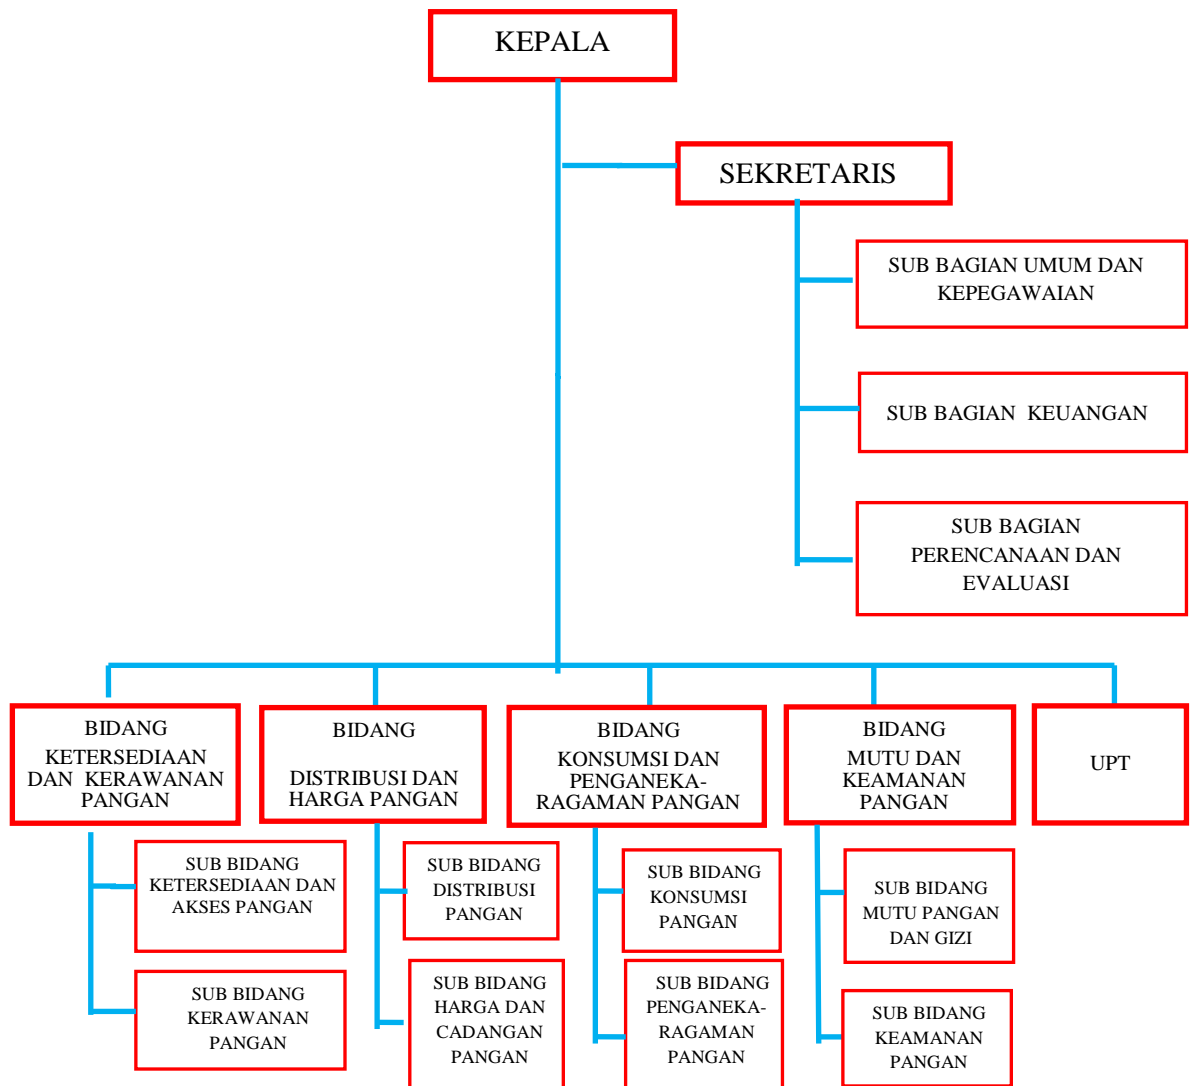 KEPALA
SEKRETARIS
SUB BAGIAN UMUM DAN
KEPEGAWAIAN
SUB BAGIAN KEUANGAN
SUB BAGIAN
PERENCANAAN DAN
EVALUASI
BIDANG
KETERSEDIAAN
DAN KERAWANAN
PANGAN
BIDANG
DISTRIBUSI DAN
HARGA PANGAN
BIDANG
KONSUMSI DAN
PENGANEKA-
RAGAMAN PANGAN
BIDANG
MUTU DAN
KEAMANAN
PANGAN
UPT
SUB BIDANG
KETERSEDIAAN DAN
AKSES PANGAN
SUB BIDANG
DISTRIBUSI
PANGAN
SUB BIDANG
KONSUMSI
PANGAN
SUB BIDANG
MUTU PANGAN
DAN GIZI
SUB BIDANG
KERAWANAN
PANGAN
SUB BIDANG
HARGA DAN
CADANGAN
PANGAN
SUB BIDANG
PENGANEKA-
RAGAMAN
PANGAN
SUB BIDANG
KEAMANAN
PANGAN